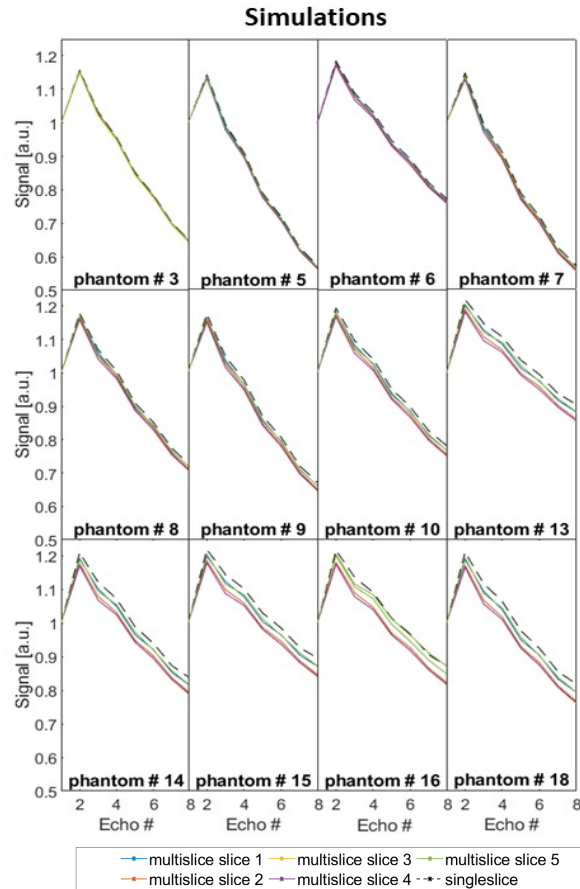 Simulations
1.2
1.1
1
0.9
0.8
0.7
0.6
0.5
Signal [a.u.]
phantom # 3
phantom # 5
phantom # 6
phantom # 7
1.2
1.1
1
0.9
0.8
0.7
0.6
0.5
Signal [a.u.]
phantom # 8
phantom # 9
phantom # 10
phantom # 13
1.2
1.1
1
0.9
0.8
0.7
0.6
0.5
Signal [a.u.]
phantom # 14
phantom # 15
phantom # 16
phantom # 18
2 4 6 8 2 4 6 8 2 4 6 8 2 4 6 8
Echo # Echo # Echo # Echo #
multislice slice 1 multislice slice 3 multislice slice 5
multislice slice 2 multislice slice 4 singleslice